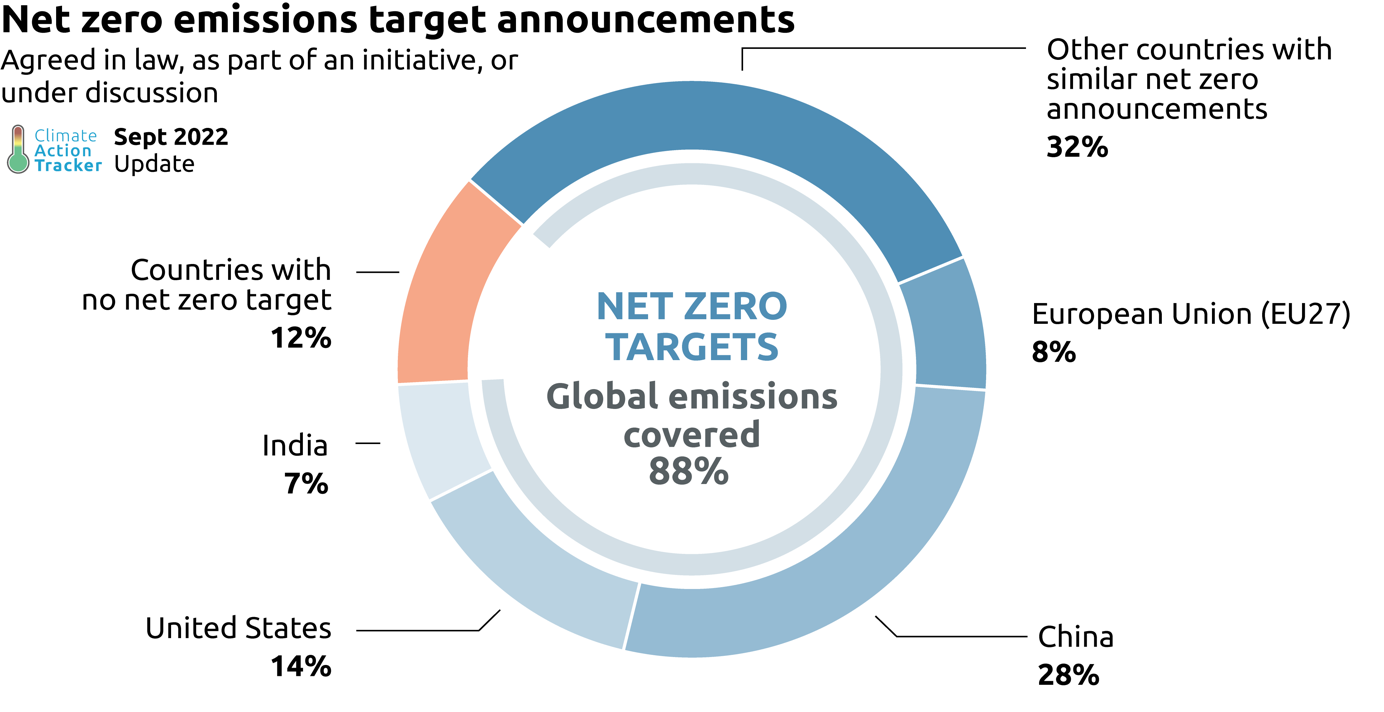 Net zero emissions target announcements
Agreed in law, as part of an initiative, or
under discussion
Climate
Action
Tracker
Sept 2022
Update
Other countries with
similar net zero
announcements
32%
Countries with
no net zero target
12%
NET ZERO
TARGETS
Global emissions
covered
88%
European Union (EU27)
8%
India
7%
United States
14%
China
28%